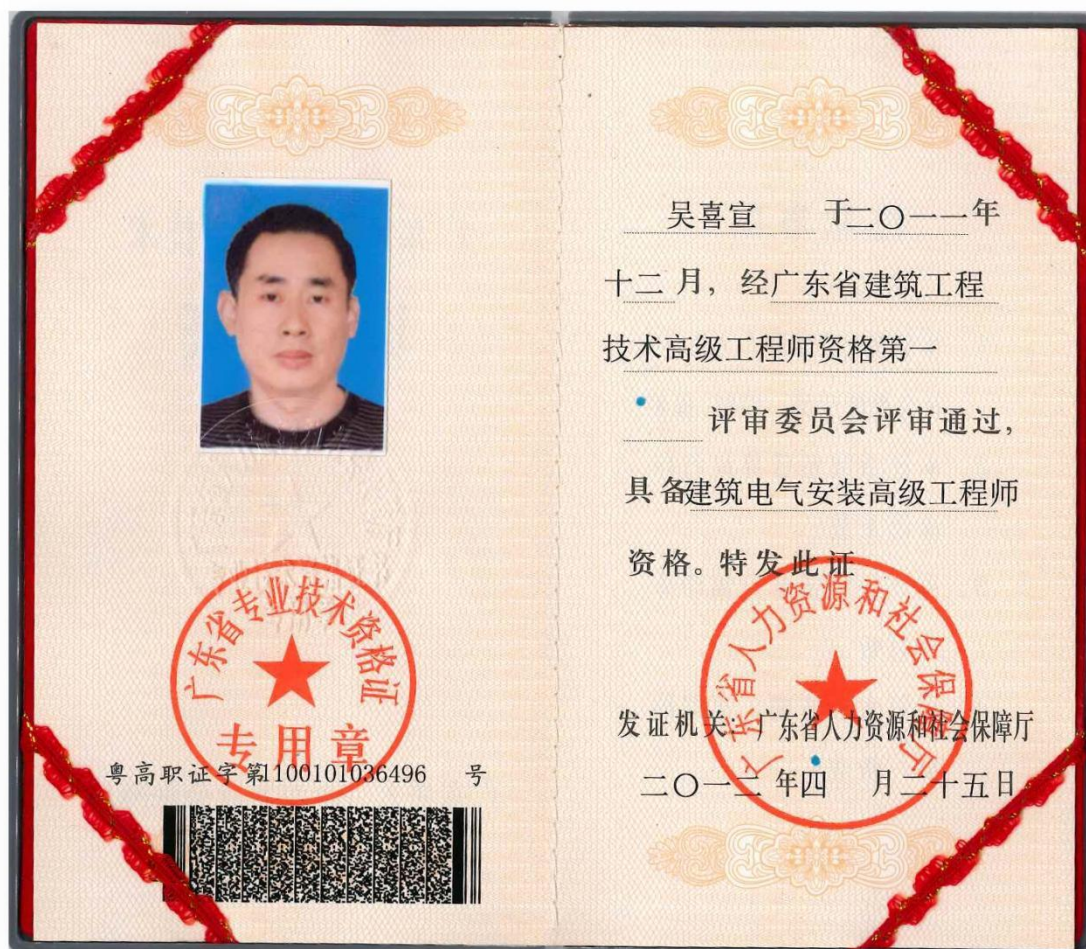 广东省专业技术资格证
专用章
粤高职证字第1100101036496 号
吴喜宣 于二〇一一年
十二月，经广东省建筑工程
技术高级工程师资格第一
评审委员会评审通过，
具备建筑电气安装高级工程师
资格。特发此证
广东省人力资源和社会保障厅
发证机关：广东省人力资源和社会保障厅
二〇一二年四 月二十五日